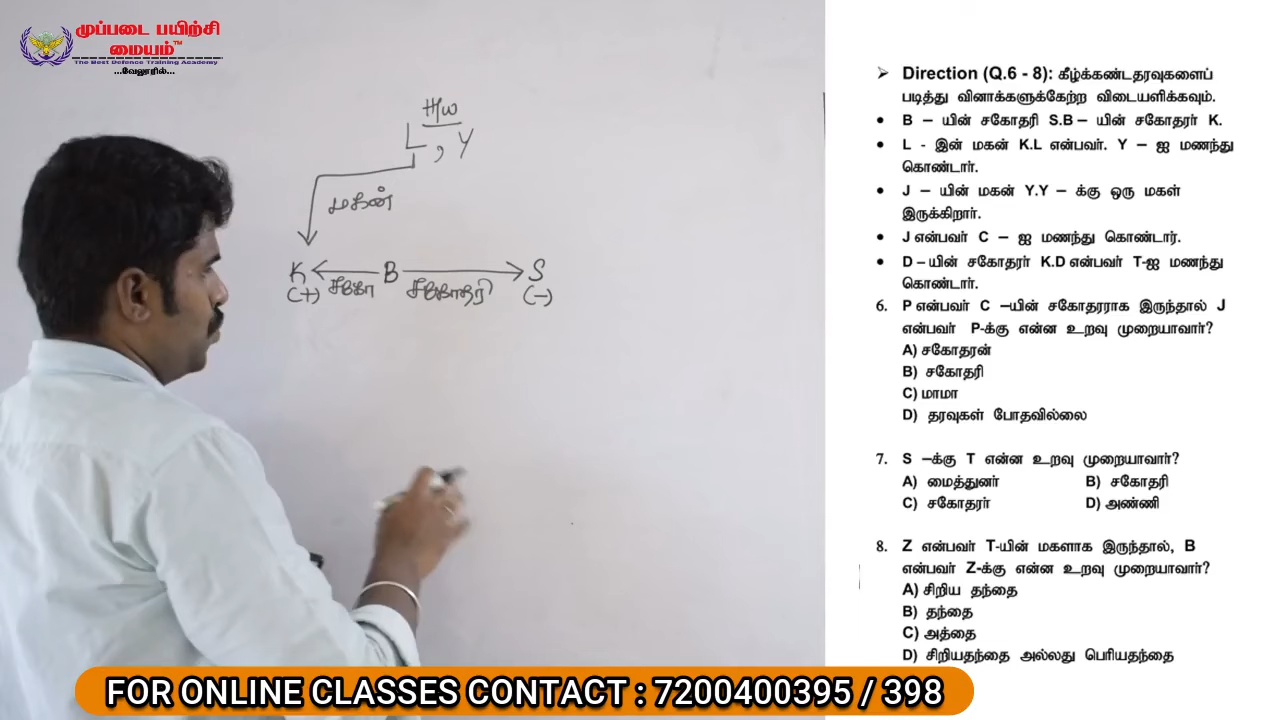 முப்படை பயிற்சி
மையம்™
The Best Defence Training Academy
...வேலூரில்...
H/W
L , Y
மகன்
K B S
(+) சகோ சகோதரி (-)
➢ Direction (Q.6 - 8): கீழ்க்கண்டதரவுகளைப்
படித்து வினாக்களுக்கேற்ற விடையளிக்கவும்.
• B – யின் சகோதரி S.B – யின் சகோதரர் K.
• L - இன் மகன் K.L என்பவர். Y – ஐ மணந்து
கொண்டார்.
• J – யின் மகன் Y.Y – க்கு ஒரு மகள்
இருக்கிறார்.
• J என்பவர் C – ஐ மணந்து கொண்டார்.
• D – யின் சகோதரர் K.D என்பவர் T-ஐ மணந்து
கொண்டார்.
6. P என்பவர் C –யின் சகோதரராக இருந்தால் J
என்பவர் P-க்கு என்ன உறவு முறையாவார்?
A) சகோதரன்
B) சகோதரி
C) மாமா
D) தரவுகள் போதவில்லை
7. S –க்கு T என்ன உறவு முறையாவார்?
A) மைத்துனர் B) சகோதரி
C) சகோதரர் D) அண்ணி
8. Z என்பவர் T-யின் மகளாக இருந்தால், B
என்பவர் Z-க்கு என்ன உறவு முறையாவார்?
A) சிறிய தந்தை
B) தந்தை
C) அத்தை
D) சிறியதந்தை அல்லது பெரியதந்தை
FOR ONLINE CLASSES CONTACT : 7200400395 / 398